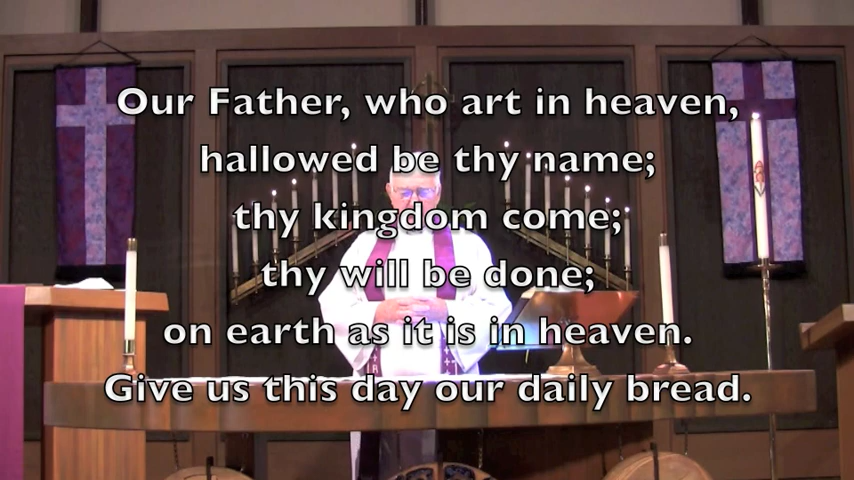 Our Father, who art in heaven,
hallowed be thy name;
thy kingdom come;
thy will be done;
on earth as it is in heaven.
Give us this day our daily bread.